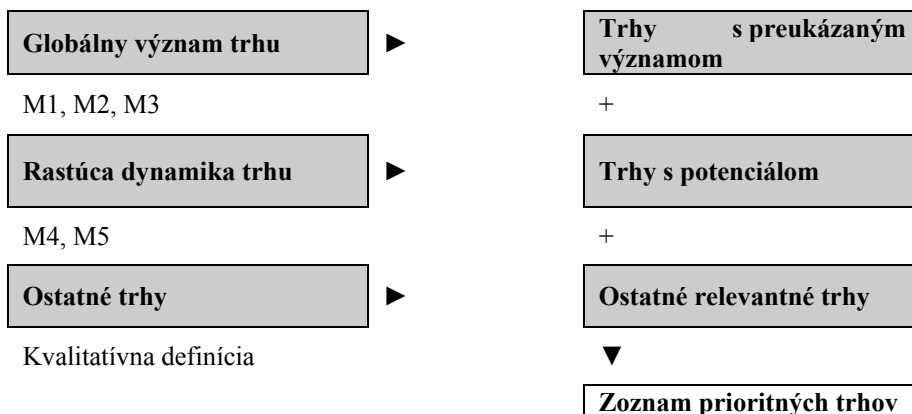 Globálny význam trhu ► Trhy s preukázaným
významom
M1, M2, M3 +
Rastúca dynamika trhu ► Trhy s potenciálom
M4, M5 +
Ostatné trhy ► Ostatné relevantné trhy
Kvalitatívna definícia ▼
Zoznam prioritných trhov